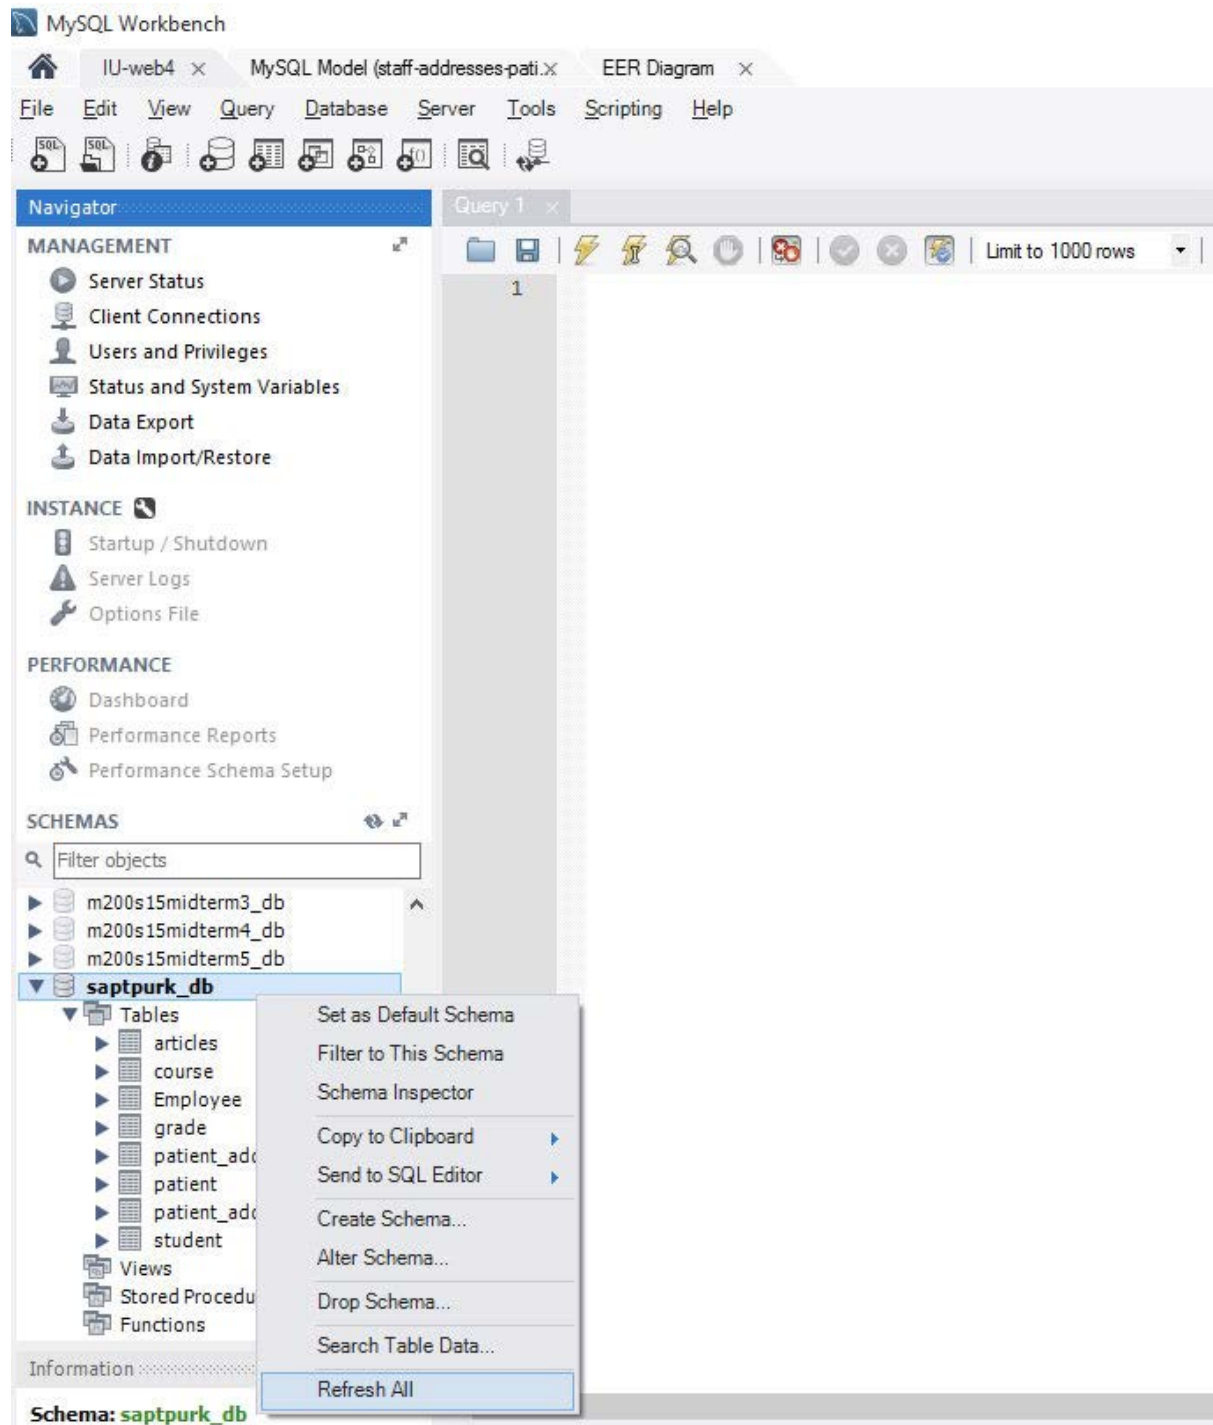 MySQL Workbench
IU-web4 MySQL Model (staff-addresses-pati. EER Diagram
File Edit View Query Database Server Tools Scripting Help
SQL SQL
Navigator
Query 1
MANAGEMENT
Limit to 1000 rows
Server Status
1
Client Connections
Users and Privileges
Status and System Variables
Data Export
Data Import/Restore
INSTANCE
Startup / Shutdown
Server Logs
Options File
PERFORMANCE
Dashboard
Performance Reports
Performance Schema Setup
SCHEMAS
Filter objects
m200s15midterm3_db
m200s15midterm4_db
m200s15midterm5_db
saptpurk_db
Tables
articles
course
Employee
grade
patient_add
patient
patient_add
student
Views
Stored Procedu
Functions
Set as Default Schema
Filter to This Schema
Schema Inspector
Copy to Clipboard
Send to SQL Editor
Create Schema...
Alter Schema...
Drop Schema...
Search Table Data...
Refresh All
Information
Schema: saptpurk_db